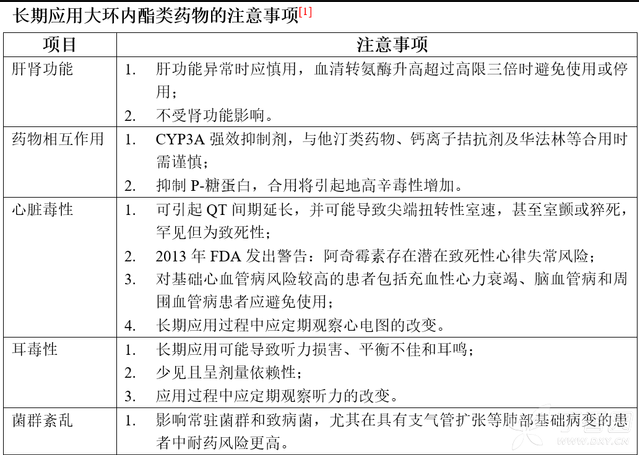 长期应用大环内酯类药物的注意事项[1]
项目 注意事项
肝肾功能 1. 肝功能异常时应慎用，血清转氨酶升高超过高限三倍时避免使用或停
用；
2. 不受肾功能影响。
药物相互作用 1. CYP3A 强效抑制剂，与他汀类药物、钙离子拮抗剂及华法林等合用时
需谨慎；
2. 抑制 P-糖蛋白，合用将引起地高辛毒性增加。
心脏毒性 1. 可引起 QT 间期延长，并可能导致尖端扭转性室速，甚至室颤或猝死，
罕见但为致死性；
2. 2013 年 FDA 发出警告：阿奇霉素存在潜在致死性心律失常风险；
3. 对基础心血管病风险较高的患者包括充血性心力衰竭、脑血管病和周
围血管病患者应避免使用；
4. 长期应用过程中应定期观察心电图的改变。
耳毒性 1. 长期应用可能导致听力损害、平衡不佳和耳鸣；
2. 少见且呈剂量依赖性；
3. 应用过程中应定期观察听力的改变。
菌群紊乱 1. 影响常驻菌群和致病菌，尤其在具有支气管扩张等肺部基础病变的患
者中耐药风险更高。
WWW.DXY.CN